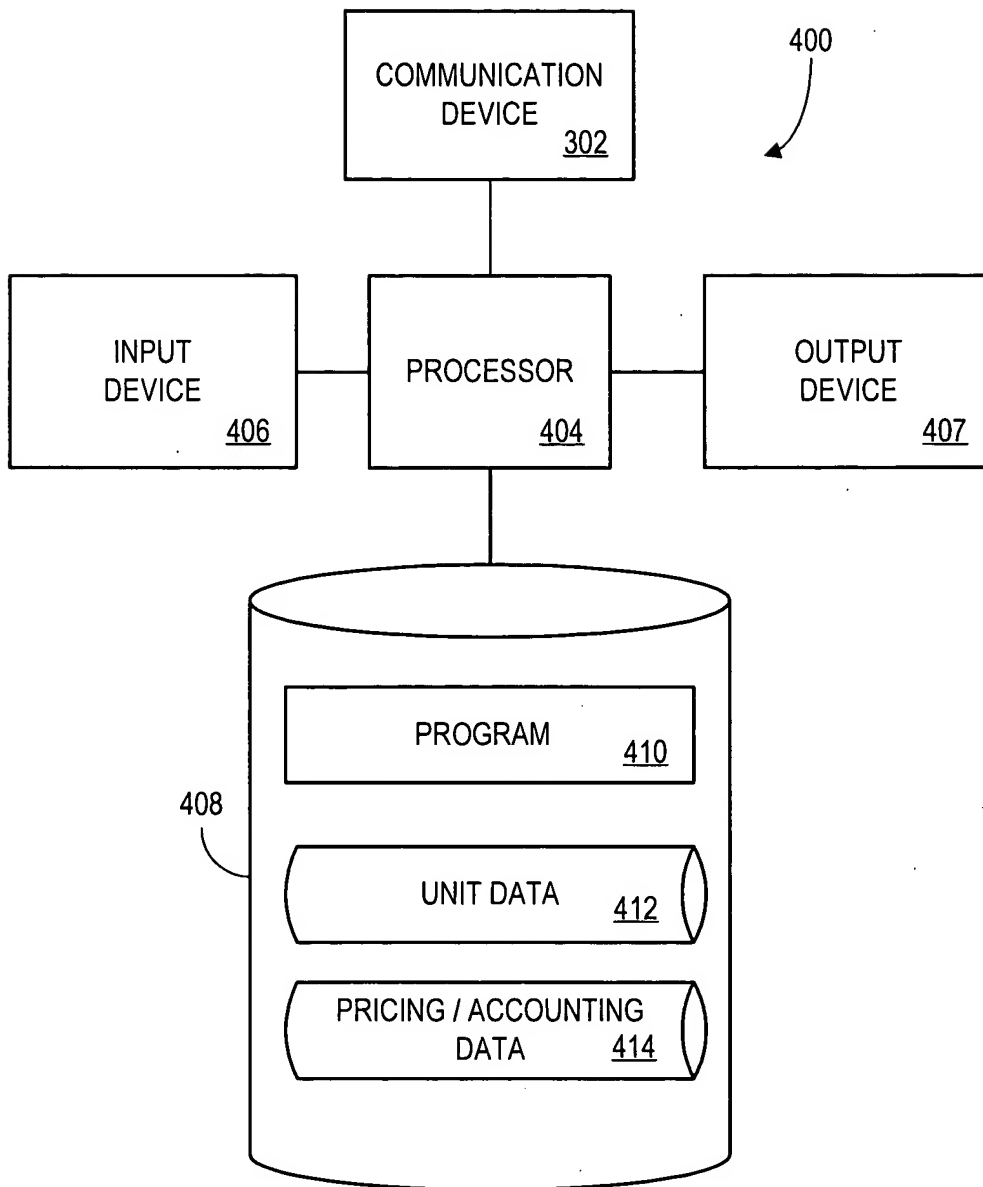 400
COMMUNICATION
DEVICE
302
INPUT
DEVICE
406
PROCESSOR
404
OUTPUT
DEVICE
407
PROGRAM
410
408
UNIT DATA
412
PRICING / ACCOUNTING
DATA
414